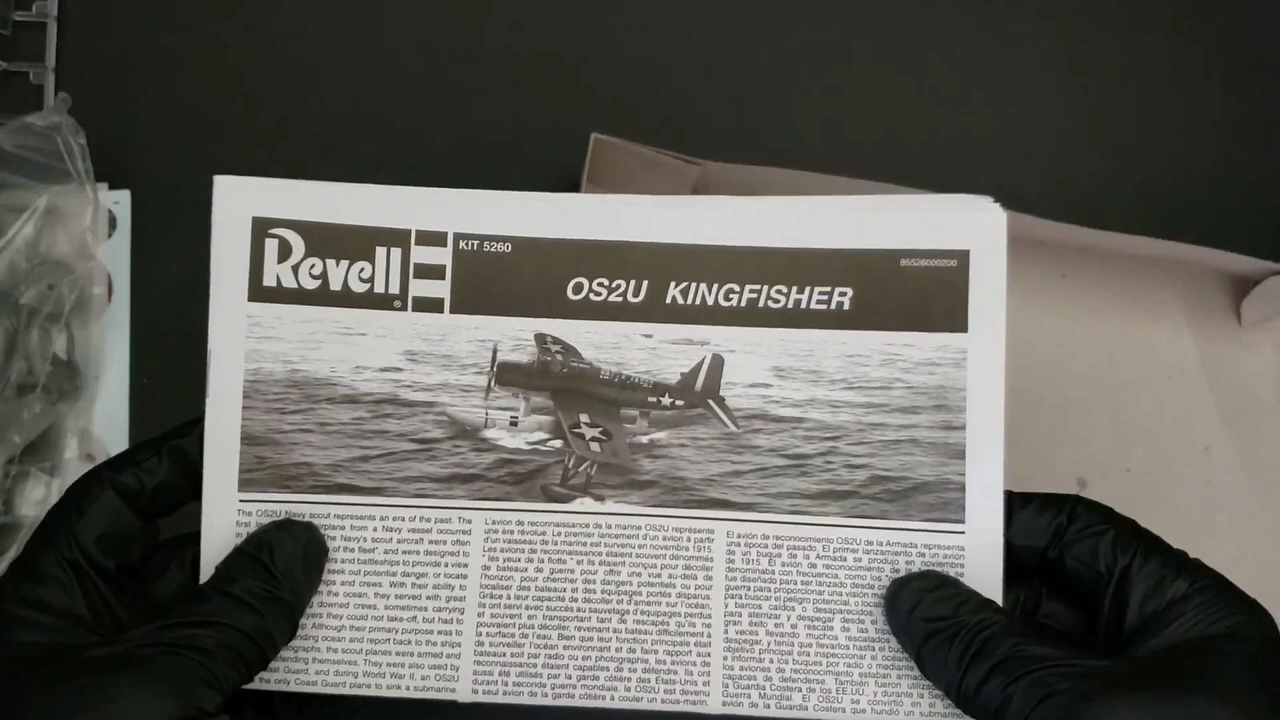 Revell®
KIT 5260
85526000200
OS2U KINGFISHER
The OS2U Navy scout represents an era of the past. The
first airplane from a Navy vessel occurred
in The Navy's scout aircraft were often
of the fleet", and were designed to
and battleships to provide a view
seek out potential danger, or locate
ships and crews. With their ability to
the ocean, they served with great
downed crews, sometimes carrying
they could not take-off, but had to
Although their primary purpose was to
ocean and report back to the ships
the scout planes were armed and
defending themselves. They were also used by
Guard, and during World War II, an OS2U
the only Coast Guard plane to sink a submarine.
L'avion de reconnaissance de la marine OS2U représente
une ère révolue. Le premier lancement d'un avion à partir
d'un vaisseau de la marine est survenu en novembre 1915.
Les avions de reconnaissance étaient souvent dénommés
" les yeux de la flotte " et ils étaient conçus pour décoller
de bateaux de guerre pour offrir une vue au-delà de
l'horizon, pour chercher des dangers potentiels ou pour
localiser des bateaux et des équipages portés disparus.
Grâce à leur capacité de décoller et d'amerrir sur l'océan,
ils ont servi avec succès au sauvetage d'équipages perdus
et souvent en transportant tant de rescapés qu'ils ne
pouvaient plus décoller, revenant au bateau difficilement à
la surface de l'eau. Bien que leur fonction principale était
de surveiller l'océan environnant et de faire rapport aux
bateaux soit par radio ou en photographie, les avions de
reconnaissance étaient capables de se défendre. Ils ont
aussi été utilisés par la garde côtière des États-Unis et
durant la seconde guerre mondiale, le OS2U est devenu
le seul avion de la garde côtière à couler un sous-marin.
El avión de reconocimiento OS2U de la Armada representa
una época del pasado. El primer lanzamiento de un avión
de un buque de la Armada se produjo en noviembre
de 1915. El avión de reconocimiento de la se
denominaba con frecuencia, como los
fue diseñado para ser lanzado desde
guerra para proporcionar una visión
para buscar el peligro potencial, o
y barcos caídos o desaparecidos.
para aterrizar y despegar desde el
gran éxito en el rescate de las
a veces llevando muchos rescatados
despegar, y tenía que llevarlos hasta el
objetivo principal era inspeccionar el
e informar a los buques por radio o mediante
los aviones de reconocimiento estaban
capaces de defenderse. También fueron
la Guardia Costera de los EE.UU., y durante la
Guerra Mundial. El OS2U se convirtió en el
avión de la Guardia Costera que hundió un submarino.